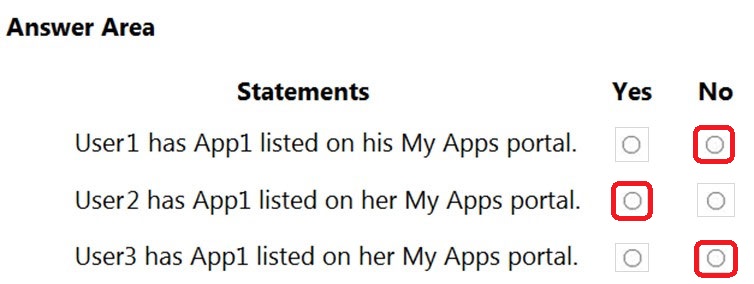 Answer Area
Statements Yes No
User1 has App1 listed on his My Apps portal.
User2 has App1 listed on her My Apps portal.
User3 has App1 listed on her My Apps portal.